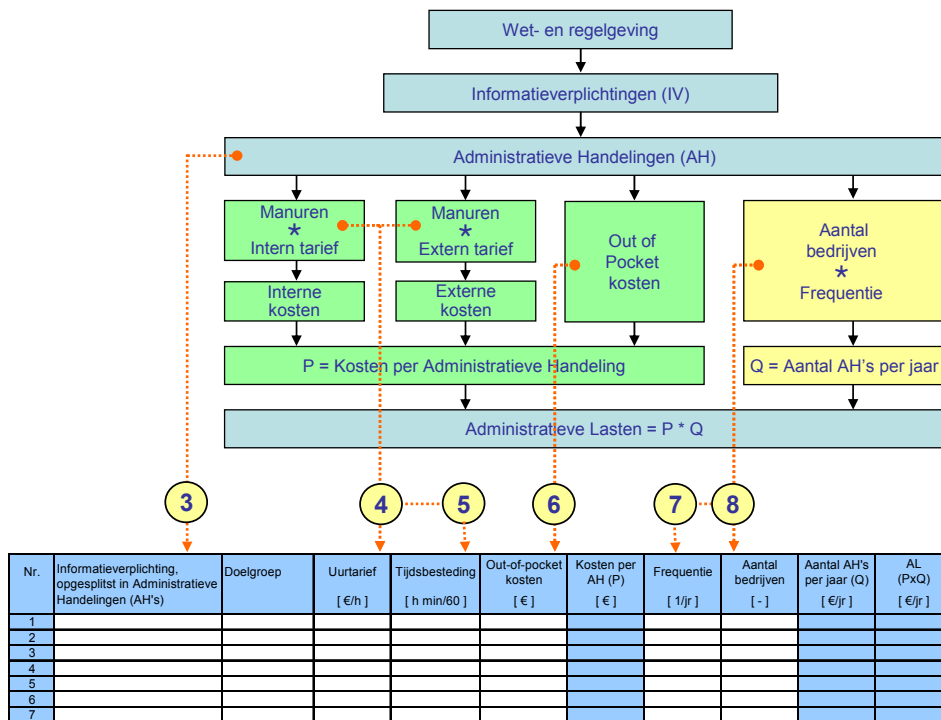 Wet- en regelgeving
Informatieverplichtingen (IV)
Administratieve Handelingen (AH)
Manuren
*
Intern tarief
Manuren
*
Extern tarief
Out of
Pocket
kosten
Aantal
bedrijven
*
Frequentie
Interne
kosten
Externe
kosten
P = Kosten per Administratieve Handeling
Q = Aantal AH's per jaar
Administratieve Lasten = P * Q
3
4
5
6
7
8
Nr.
Informatieverplichting,
opgesplitst in Administratieve
Handelingen (AH's)
Doelgroep
Uurtarief
[ €/h ]
Tijdsbesteding
[ h min/60 ]
Out-of-pocket
kosten
[ € ]
Kosten per
AH (P)
[ € ]
Frequentie
[ 1/jr ]
Aantal
bedrijven
[ - ]
Aantal AH's
per jaar (Q)
[ €/jr ]
AL
(PxQ)
[ €/jr ]
1
2
3
4
5
6
7